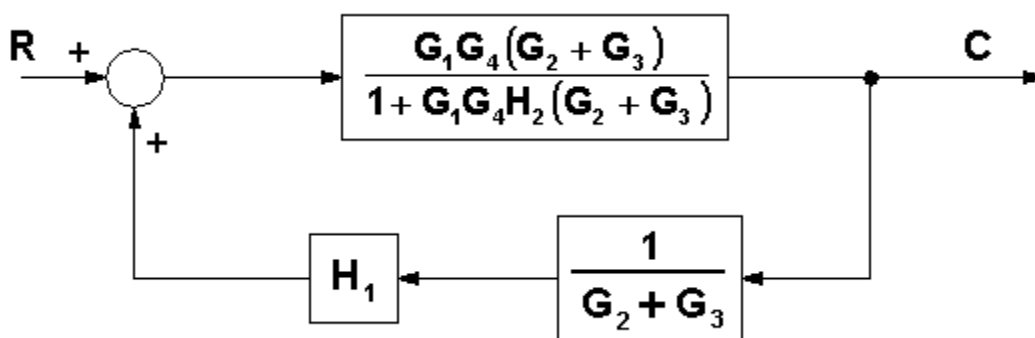 R + G₁G₄(G₂ + G₃) C
1 + G₁G₄H₂(G₂ + G₃)
+
H₁ 1
G₂ + G₃